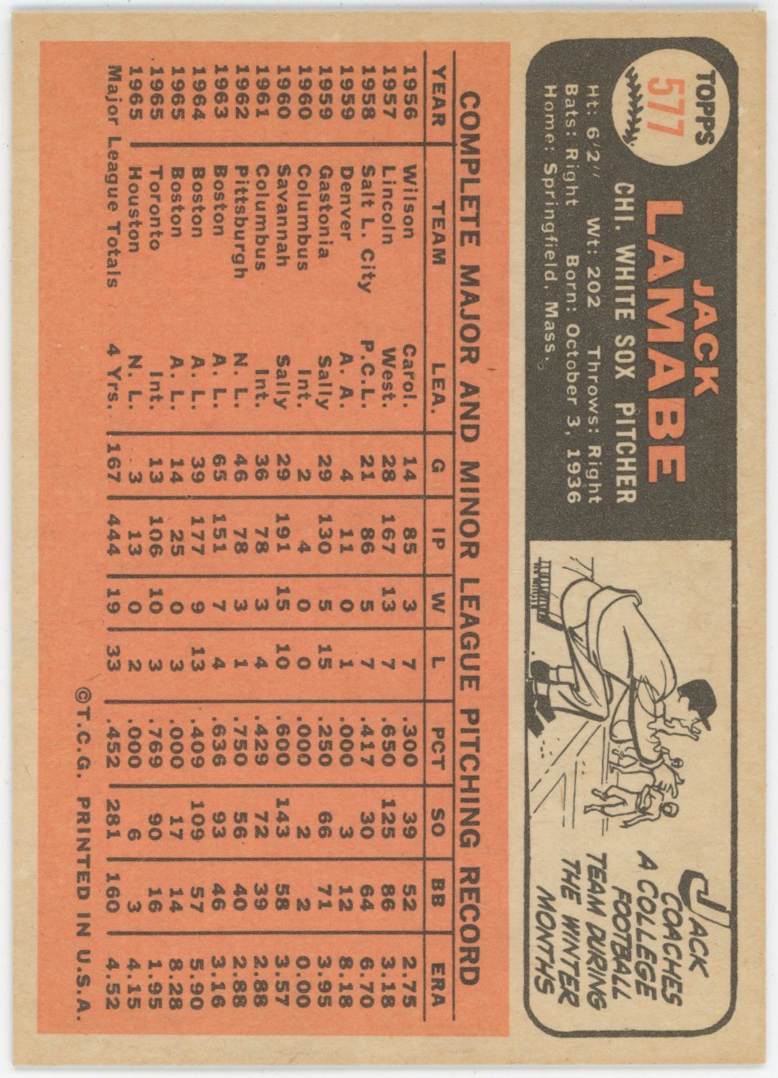 TOPPS
577
JACK
LAMABE
CHI. WHITE SOX PITCHER
Ht: 6'2" Wt: 202 Throws: Right
Bats: Right Born: October 3, 1936
Home: Springfield, Mass.
JACK
COACHES
A COLLEGE
FOOTBALL
TEAM DURING
THE WINTER
MONTHS
COMPLETE MAJOR AND MINOR LEAGUE PITCHING RECORD
YEAR TEAM LEA. G IP W L PCT SO BB ERA
1956 Wilson Carol. 14 85 3 7 .300 39 52 2.75
1957 Lincoln West. 28 167 13 7 .650 125 86 3.18
1958 Salt L. City P.C.L. 21 86 5 7 .417 30 64 6.70
1959 Denver A. A. 4 11 0 1 .000 3 12 8.18
1959 Gastonia Sally 29 130 5 15 .250 66 71 3.95
1960 Columbus Int. 2 4 0 0 .000 2 2 0.00
1960 Savannah Sally 29 191 15 10 .600 143 58 3.57
1961 Columbus Int. 36 78 3 4 .429 72 39 2.88
1962 Pittsburgh N. L. 46 78 3 1 .750 56 40 2.88
1963 Boston A. L. 65 151 7 4 .636 93 46 3.16
1964 Boston A. L. 39 177 9 13 .409 109 57 5.90
1965 Boston A. L. 14 25 0 3 .000 17 14 8.28
1965 Toronto Int. 13 106 10 3 .769 90 16 1.95
1965 Houston N. L. 3 13 0 2 .000 6 3 4.15
Major League Totals 4 Yrs. 167 444 19 33 .452 281 160 4.52
©T.C.G. PRINTED IN U.S.A.